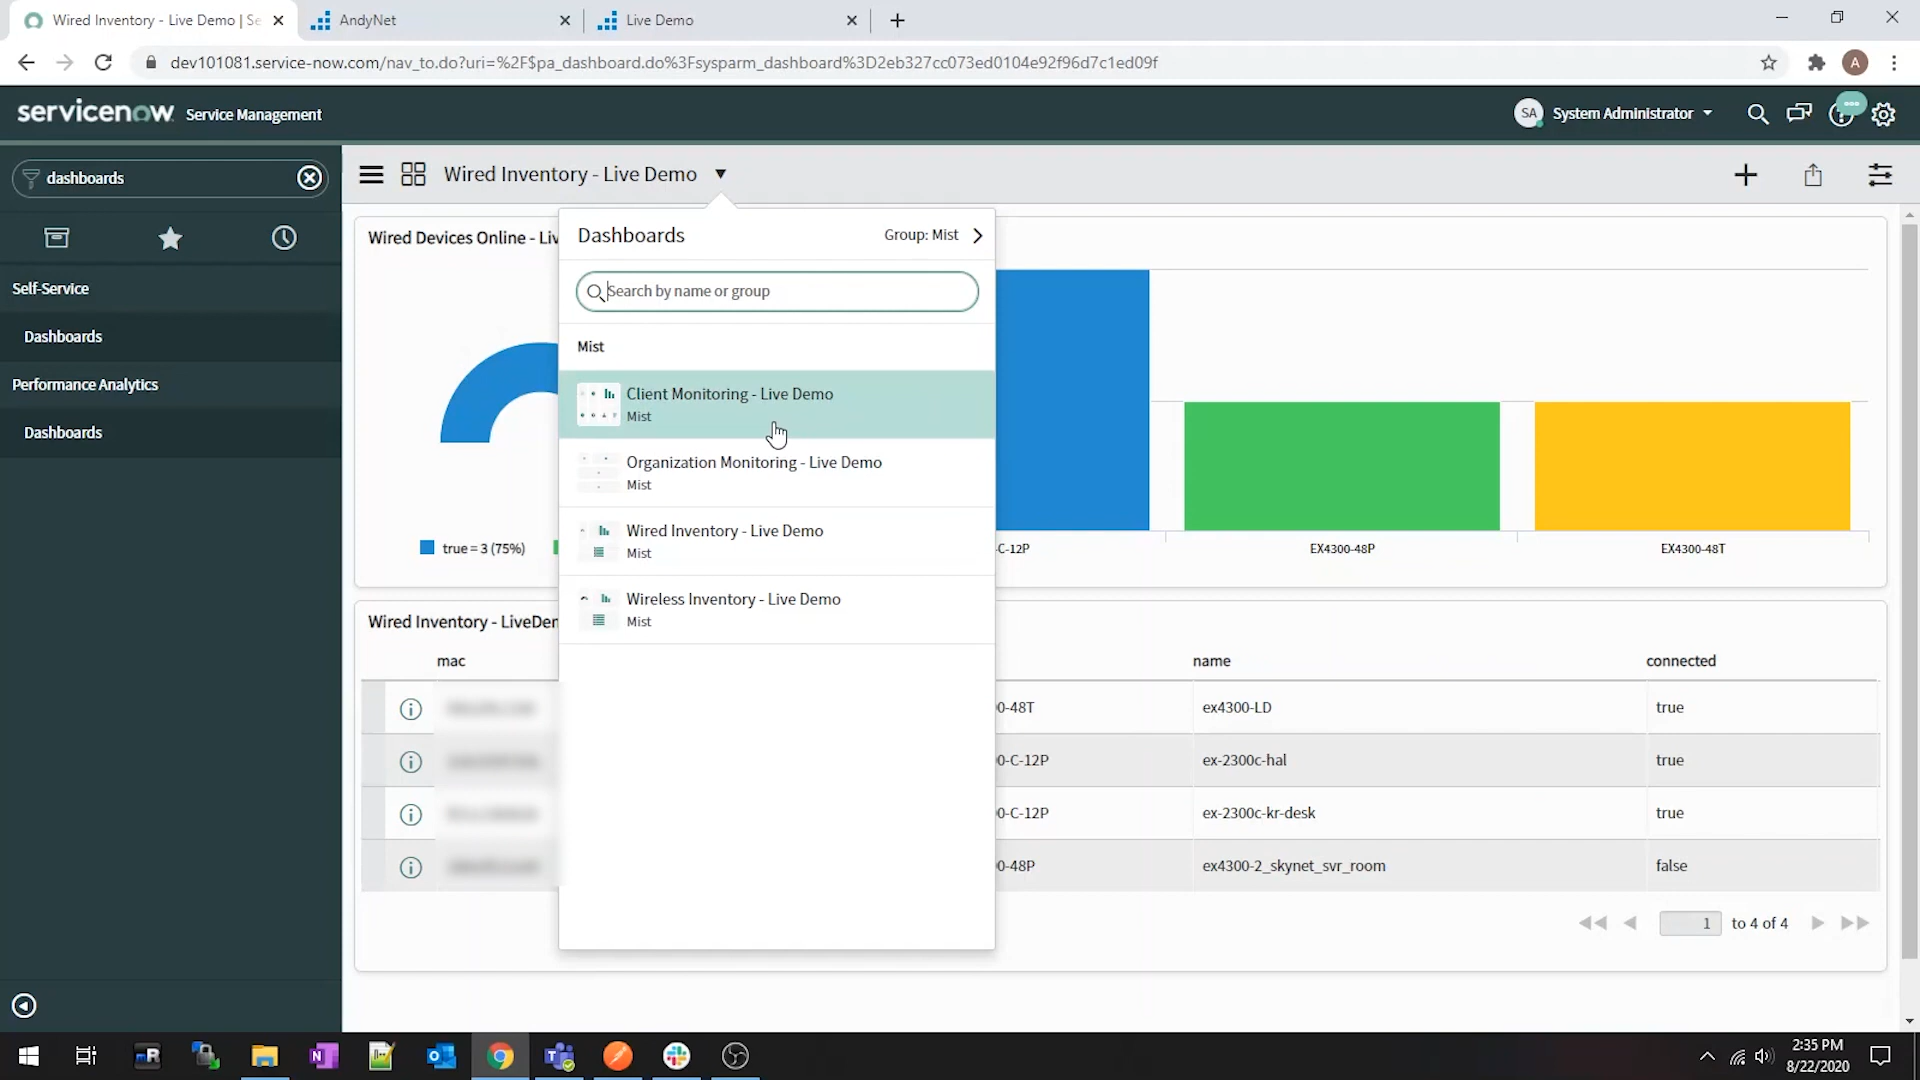 Wired Inventory - Live Demo | Se
AndyNet
Live Demo
dev101081.service-now.com/nav_to.do?uri=%2F$pa_dashboard.do%3Fsysparm_dashboard%3D2eb327cc073ed0104e92f96d7c1ed09f
A
servicenow Service Management
SA System Administrator
dashboards
Wired Inventory - Live Demo
Self-Service
Dashboards
Performance Analytics
Dashboards
Wired Devices Online - Liv
true = 3 (75%)
Dashboards
Group: Mist
Search by name or group
Mist
Client Monitoring - Live Demo
Mist
Organization Monitoring - Live Demo
Mist
Wired Inventory - Live Demo
Mist
Wireless Inventory - Live Demo
Mist
-C-12P
EX4300-48P
EX4300-48T
Wired Inventory - LiveDem
mac
name
connected
0-48T
ex4300-LD
true
0-C-12P
ex-2300c-hal
true
0-C-12P
ex-2300c-kr-desk
true
0-48P
ex4300-2_skynet_svr_room
false
1 to 4 of 4
2:35 PM
8/22/2020